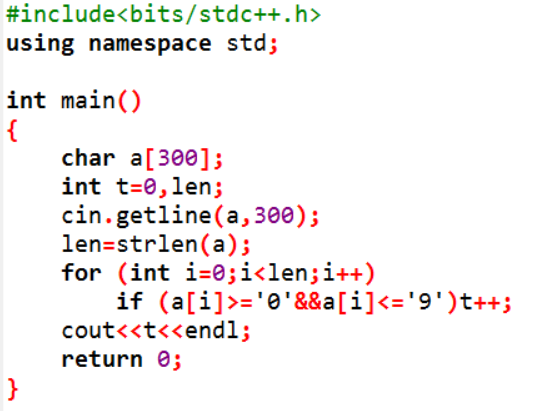 #include<bits/stdc++.h>
using namespace std;

int main()
{
    char a[300];
    int t=0,len;
    cin.getline(a,300);
    len=strlen(a);
    for (int i=0;i<len;i++)
        if (a[i]>='0'&&a[i]<='9')t++;
    cout<<t<<endl;
    return 0;
}